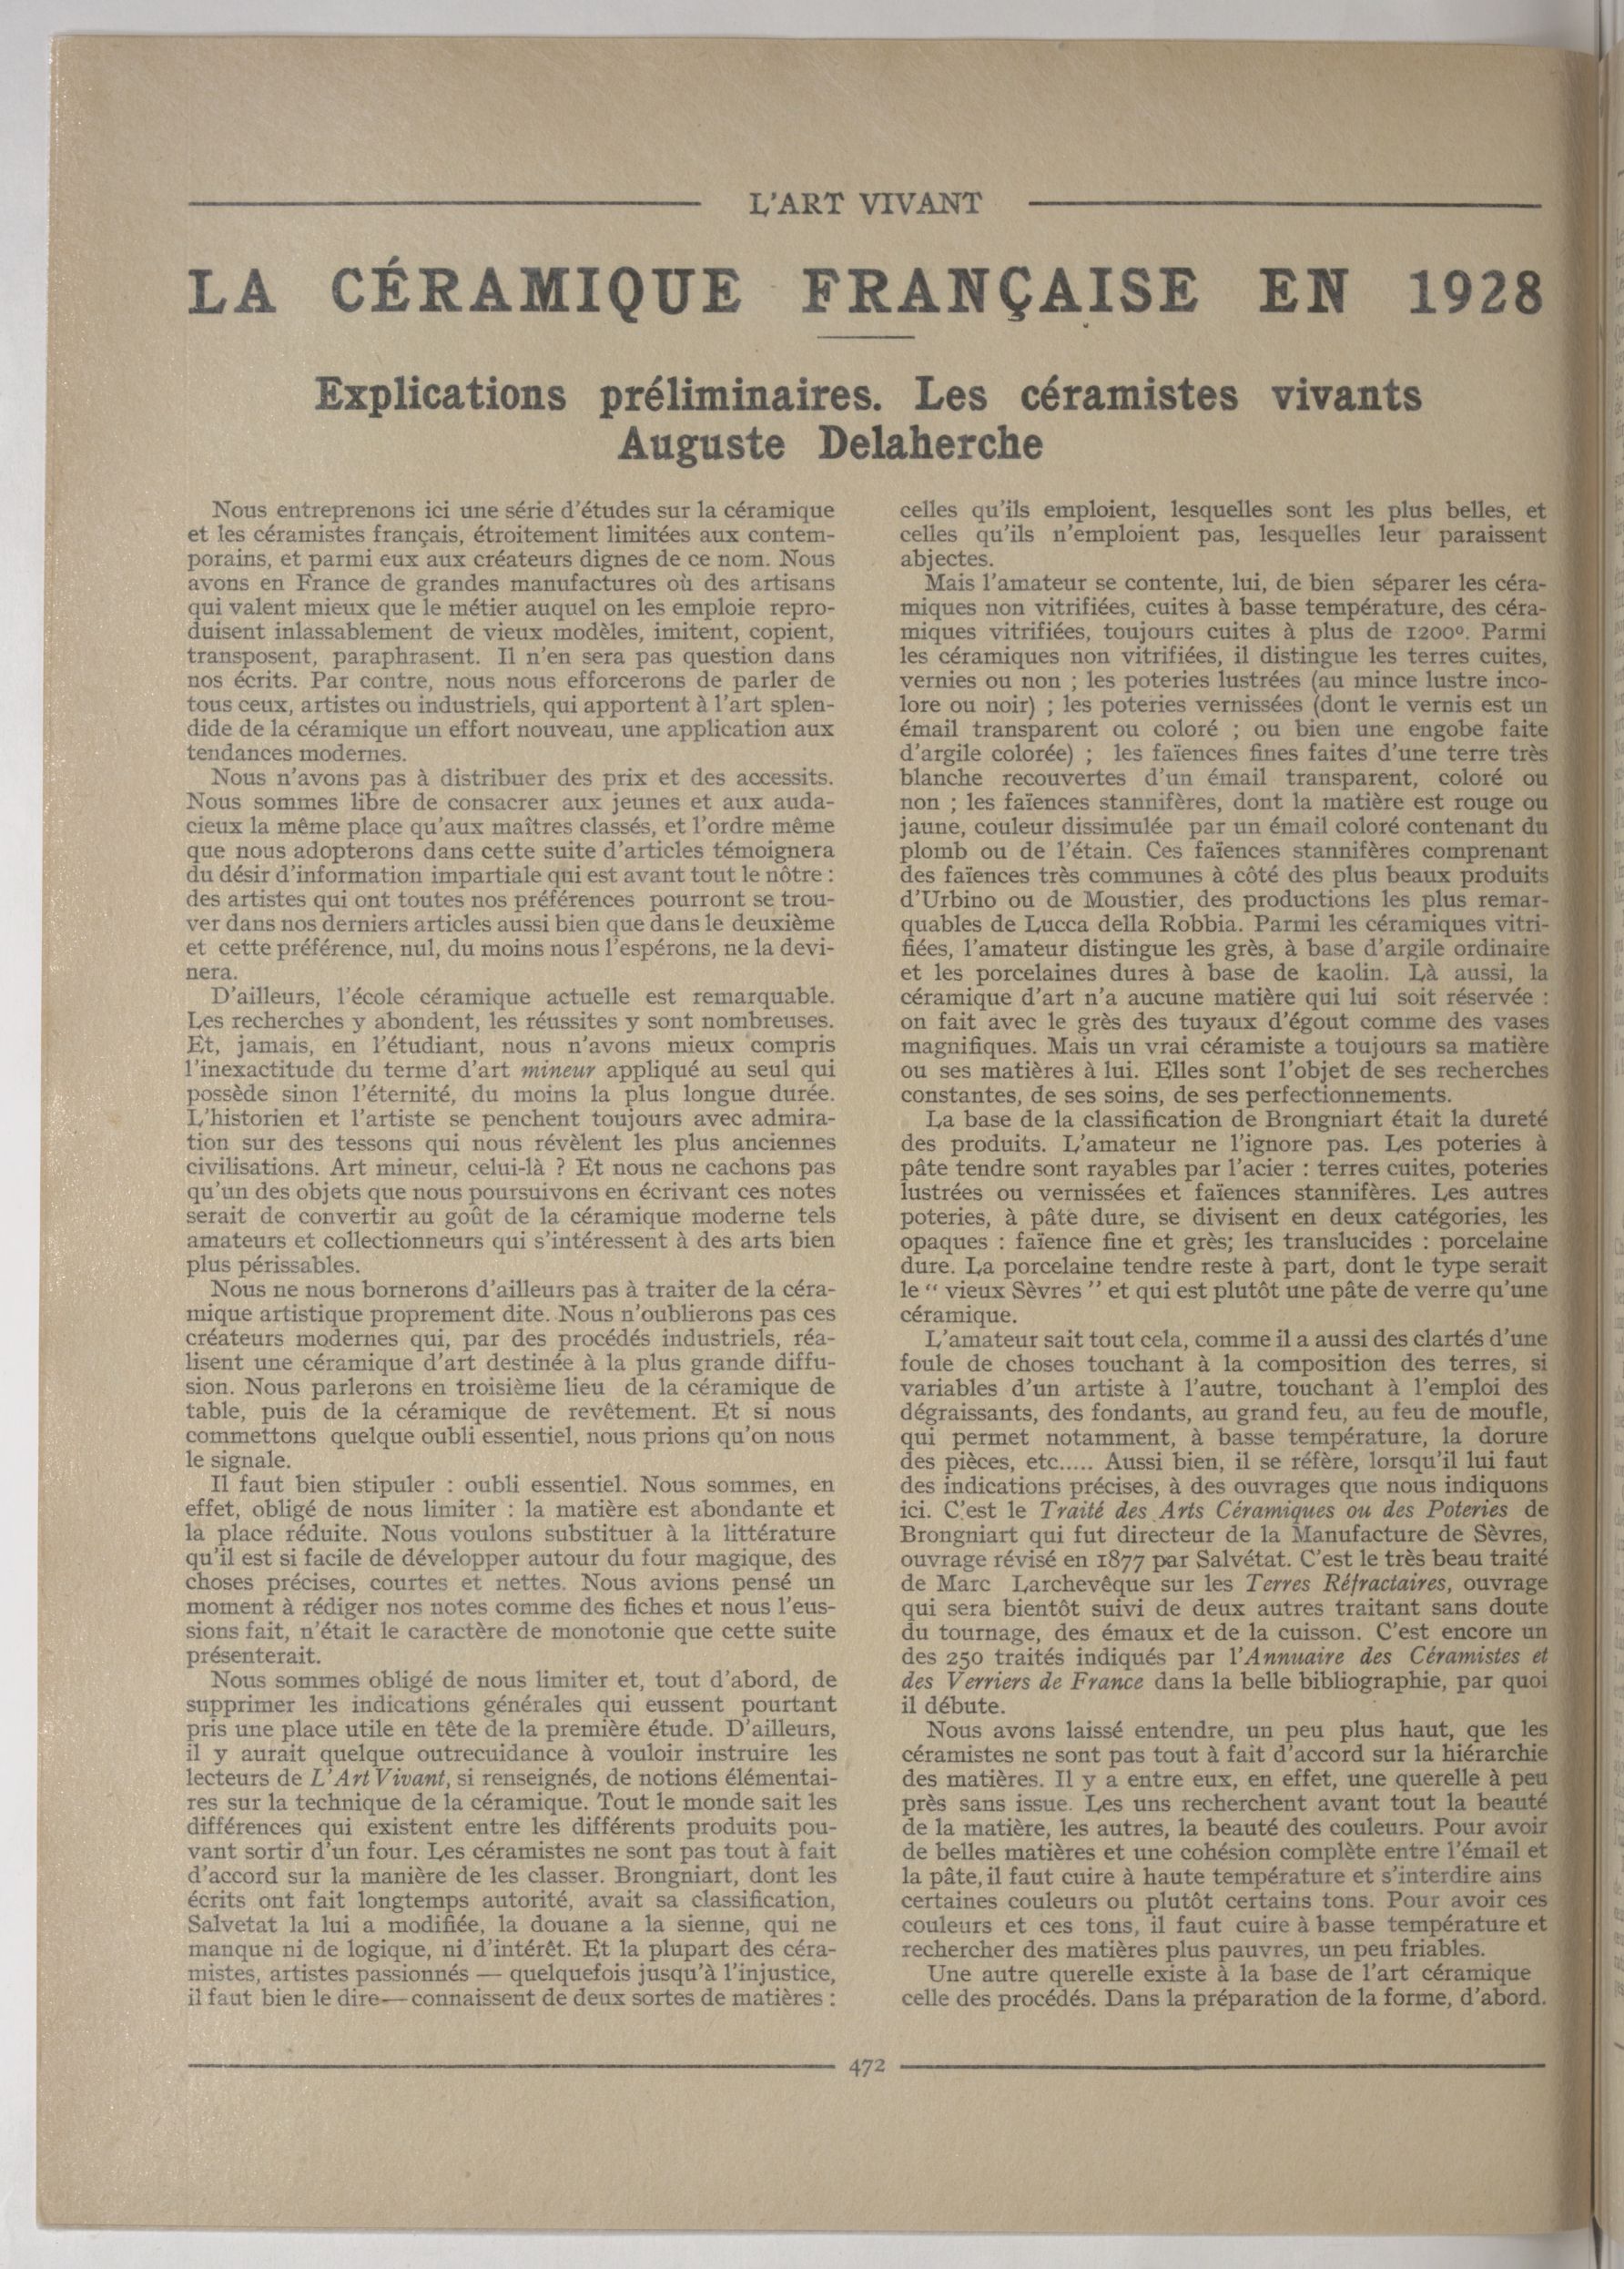 L'ART VIVANT
LA CÉRAMIQUE FRANÇAISE EN 1928
Explications préliminaires. Les céramistes vivants
Auguste Delaherche
Nous entreprenons ici une série d'études sur la céramique
et les céramistes français, étroitement limitées aux contem-
porains, et parmi eux aux créateurs dignes de ce nom. Nous
avons en France de grandes manufactures où des artisans
qui valent mieux que le métier auquel on les emploie repro-
duisent inlassablement de vieux modèles, imitent, copient,
transposent, paraphrasent. Il n'en sera pas question dans
nos écrits. Par contre, nous nous efforcerons de parler de
tous ceux, artistes ou industriels, qui apportent à l'art splen-
dide de la céramique un effort nouveau, une application aux
tendances modernes.
Nous n'avons pas à distribuer des prix et des accessits.
Nous sommes libre de consacrer aux jeunes et aux auda-
cieux la même place qu'aux maîtres classés, et l'ordre même
que nous adopterons dans cette suite d'articles témoignera
du désir d'information impartiale qui est avant tout le nôtre :
des artistes qui ont toutes nos préférences pourront se trou-
ver dans nos derniers articles aussi bien que dans le deuxième
et cette préférence, nul, du moins nous l'espérons, ne la devi-
nera.
D'ailleurs, l'école céramique actuelle est remarquable.
Les recherches y abondent, les réussites y sont nombreuses.
Et, jamais, en l'étudiant, nous n'avons mieux compris
l'inexactitude du terme d'art mineur appliqué au seul qui
possède sinon l'éternité, du moins la plus longue durée.
L'historien et l'artiste se penchent toujours avec admira-
tion sur des tessons qui nous révèlent les plus anciennes
civilisations. Art mineur, celui-là ? Et nous ne cachons pas
qu'un des objets que nous poursuivons en écrivant ces notes
serait de convertir au goût de la céramique moderne tels
amateurs et collectionneurs qui s'intéressent à des arts bien
plus périssables.
Nous ne nous bornerons d'ailleurs pas à traiter de la céra-
mique artistique proprement dite. Nous n'oublierons pas ces
créateurs modernes qui, par des procédés industriels, réa-
lisent une céramique d'art destinée à la plus grande diffu-
sion. Nous parlerons en troisième lieu de la céramique de
table, puis de la céramique de revêtement. Et si nous
commettons quelque oubli essentiel, nous prions qu'on nous
le signale.
Il faut bien stipuler : oubli essentiel. Nous sommes, en
effet, obligé de nous limiter : la matière est abondante et
la place réduite. Nous voulons substituer à la littérature
qu'il est si facile de développer autour du four magique, des
choses précises, courtes et nettes. Nous avions pensé un
moment à rédiger nos notes comme des fiches et nous l'eus-
sions fait, n'était le caractère de monotonie que cette suite
présenterait.
Nous sommes obligé de nous limiter et, tout d'abord, de
supprimer les indications générales qui eussent pourtant
pris une place utile en tête de la première étude. D'ailleurs,
il y aurait quelque outrecuidance à vouloir instruire les
lecteurs de L'Art Vivant, si renseignés, de notions élémentai-
res sur la technique de la céramique. Tout le monde sait les
différences qui existent entre les différents produits pou-
vant sortir d'un four. Les céramistes ne sont pas tout à fait
d'accord sur la manière de les classer. Brongniart, dont les
écrits ont fait longtemps autorité, avait sa classification,
Salvetat la lui a modifiée, la douane a la sienne, qui ne
manque ni de logique, ni d'intérêt. Et la plupart des céra-
mistes, artistes passionnés — quelquefois jusqu'à l'injustice,
il faut bien le dire — connaissent de deux sortes de matières :
celles qu'ils emploient, lesquelles sont les plus belles, et
celles qu'ils n'emploient pas, lesquelles leur paraissent
abjectes.
Mais l'amateur se contente, lui, de bien séparer les céra-
miques non vitrifiées, cuites à basse température, des céra-
miques vitrifiées, toujours cuites à plus de 1200°. Parmi
les céramiques non vitrifiées, il distingue les terres cuites,
vernies ou non ; les poteries lustrées (au mince lustre inco-
lore ou noir) ; les poteries vernissées (dont le vernis est un
émail transparent ou coloré ; ou bien une engobe faite
d'argile colorée) ; les faïences fines faites d'une terre très
blanche recouvertes d'un émail transparent, coloré ou
non ; les faïences stannifères, dont la matière est rouge ou
jaune, couleur dissimulée par un émail coloré contenant du
plomb ou de l'étain. Ces faïences stannifères comprenant
des faïences très communes à côté des plus beaux produits
d'Urbino ou de Moustier, des productions les plus remar-
quables de Lucca della Robbia. Parmi les céramiques vitri-
fiées, l'amateur distingue les grès, à base d'argile ordinaire
et les porcelaines dures à base de kaolin. Là aussi, la
céramique d'art n'a aucune matière qui lui soit réservée :
on fait avec le grès des tuyaux d'égout comme des vases
magnifiques. Mais un vrai céramiste a toujours sa matière
ou ses matières à lui. Elles sont l'objet de ses recherches
constantes, de ses soins, de ses perfectionnements.
La base de la classification de Brongniart était la dureté
des produits. L'amateur ne l'ignore pas. Les poteries à
pâte tendre sont rayables par l'acier : terres cuites, poteries
lustrées ou vernissées et faïences stannifères. Les autres
poteries, à pâte dure, se divisent en deux catégories, les
opaques : faïence fine et grès; les translucides : porcelaine
dure. La porcelaine tendre reste à part, dont le type serait
le “ vieux Sèvres ” et qui est plutôt une pâte de verre qu'une
céramique.
L'amateur sait tout cela, comme il a aussi des clartés d'une
foule de choses touchant à la composition des terres, si
variables d'un artiste à l'autre, touchant à l'emploi des
dégraissants, des fondants, au grand feu, au feu de moufle,
qui permet notamment, à basse température, la dorure
des pièces, etc..... Aussi bien, il se réfère, lorsqu'il lui faut
des indications précises, à des ouvrages que nous indiquons
ici. C'est le Traité des Arts Céramiques ou des Poteries de
Brongniart qui fut directeur de la Manufacture de Sèvres,
ouvrage révisé en 1877 par Salvétat. C'est le très beau traité
de Marc Larchevêque sur les Terres Réfractaires, ouvrage
qui sera bientôt suivi de deux autres traitant sans doute
du tournage, des émaux et de la cuisson. C'est encore un
des 250 traités indiqués par l'Annuaire des Céramistes et
des Verriers de France dans la belle bibliographie, par quoi
il débute.
Nous avons laissé entendre, un peu plus haut, que les
céramistes ne sont pas tout à fait d'accord sur la hiérarchie
des matières. Il y a entre eux, en effet, une querelle à peu
près sans issue. Les uns recherchent avant tout la beauté
de la matière, les autres, la beauté des couleurs. Pour avoir
de belles matières et une cohésion complète entre l'émail et
la pâte, il faut cuire à haute température et s'interdire ains
certaines couleurs ou plutôt certains tons. Pour avoir ces
couleurs et ces tons, il faut cuire à basse température et
rechercher des matières plus pauvres, un peu friables.
Une autre querelle existe à la base de l'art céramique
celle des procédés. Dans la préparation de la forme, d'abord.
472